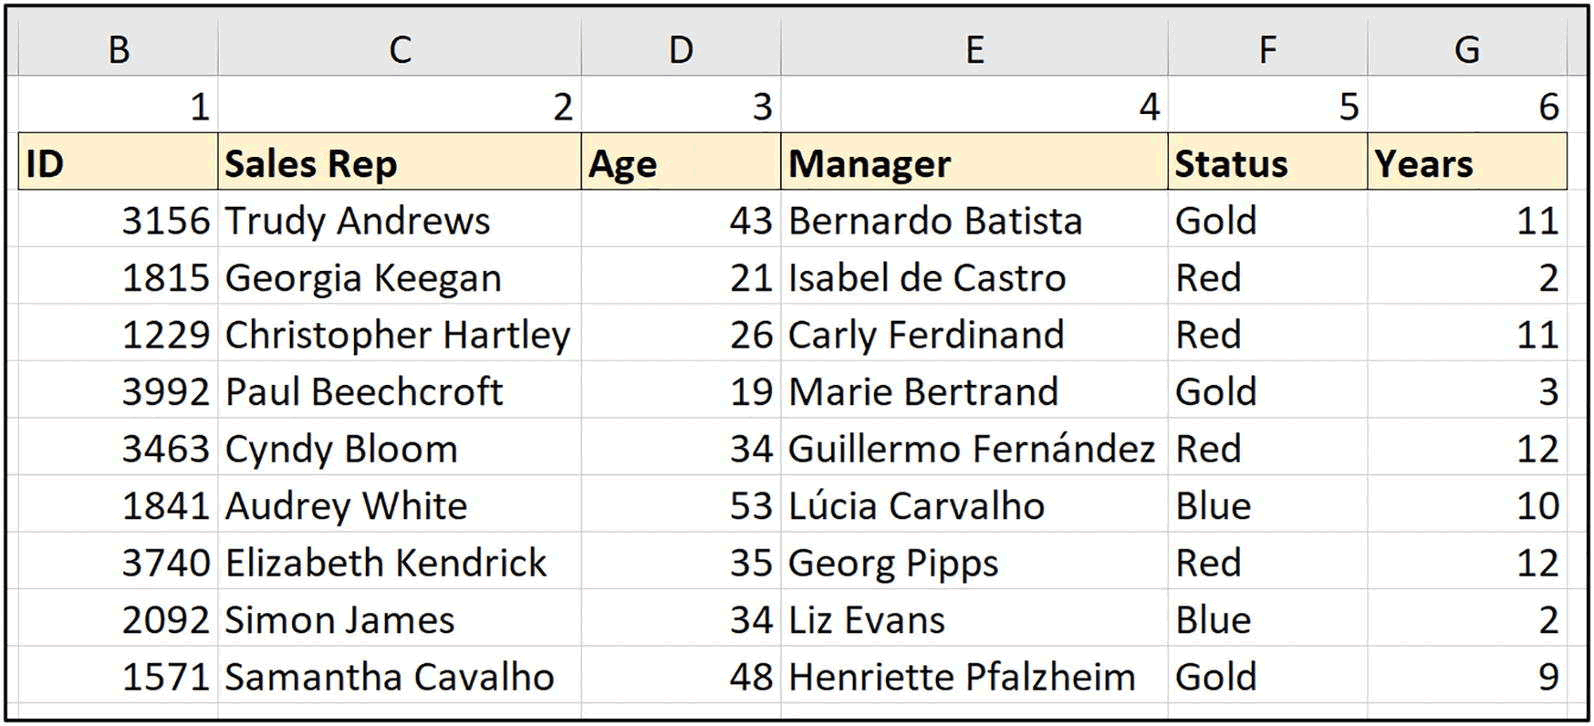 B C D E F G
1 2 3 4 5 6
ID Sales Rep Age Manager Status Years
3156 Trudy Andrews 43 Bernardo Batista Gold 11
1815 Georgia Keegan 21 Isabel de Castro Red 2
1229 Christopher Hartley 26 Carly Ferdinand Red 11
3992 Paul Beechcroft 19 Marie Bertrand Gold 3
3463 Cyndy Bloom 34 Guillermo Fernández Red 12
1841 Audrey White 53 Lúcia Carvalho Blue 10
3740 Elizabeth Kendrick 35 Georg Pipps Red 12
2092 Simon James 34 Liz Evans Blue 2
1571 Samantha Cavalho 48 Henriette Pfalzheim Gold 9